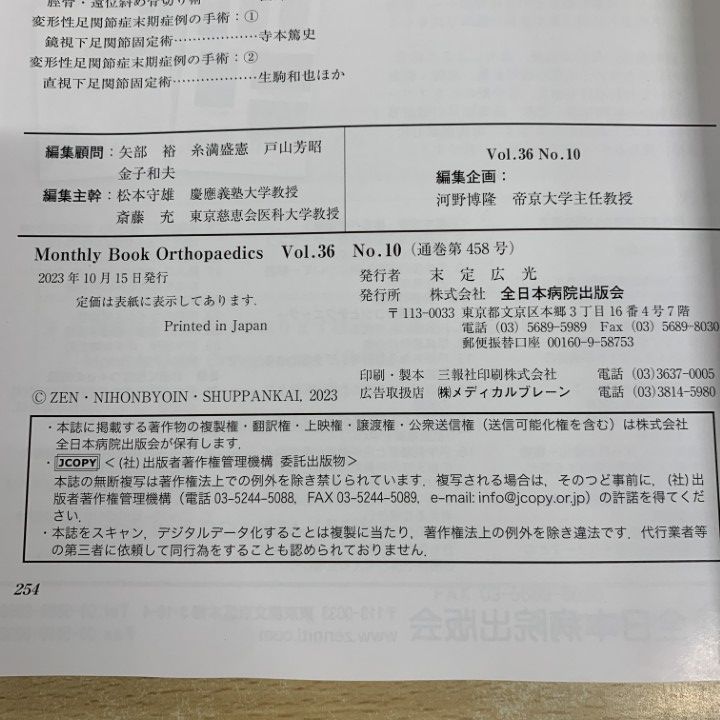 変形性足関節症末期症例の手術：①
鏡視下足関節固定術………………寺本篤史
変形性足関節症末期症例の手術：②
直視下足関節固定術………………生駒和也ほか
編集顧問：矢部　裕　糸満盛憲　戸山芳昭
金子和夫
編集主幹：松本守雄　慶應義塾大学教授
斎藤　充　東京慈恵会医科大学教授
Vol.36 No.10
編集企画：
河野博隆　帝京大学主任教授
Monthly Book Orthopaedics　Vol.36　No.10（通巻第458号）
2023年10月15日発行
定価は表紙に表示してあります．
Printed in Japan
発行者　末定広光
発行所　株式会社　全日本病院出版会
〒113-0033 東京都文京区本郷3丁目16番4号7階
電話（03）5689-5989　Fax（03）5689-8030
郵便振替口座 00160-9-58753
印刷・製本　三報社印刷株式会社　電話（03）3637-0005
広告取扱店　㈱メディカルブレーン　電話（03）3814-5980
Ⓒ ZEN・NIHONBYOIN・SHUPPANKAI, 2023
・本誌に掲載する著作物の複製権・翻訳権・上映権・譲渡権・公衆送信権（送信可能化権を含む）は株式会社
全日本病院出版会が保有します．
・JCOPY＜（社）出版者著作権管理機構 委託出版物＞
本誌の無断複写は著作権法上での例外を除き禁じられています．複写される場合は，そのつど事前に，（社）出
版者著作権管理機構（電話 03-5244-5088，FAX 03-5244-5089，e-mail: info@jcopy.or.jp）の許諾を得てくだ
さい．
・本誌をスキャン，デジタルデータ化することは複製に当たり，著作権法上の例外を除き違法です．代行業者等
の第三者に依頼して同行為をすることも認められておりません．
254